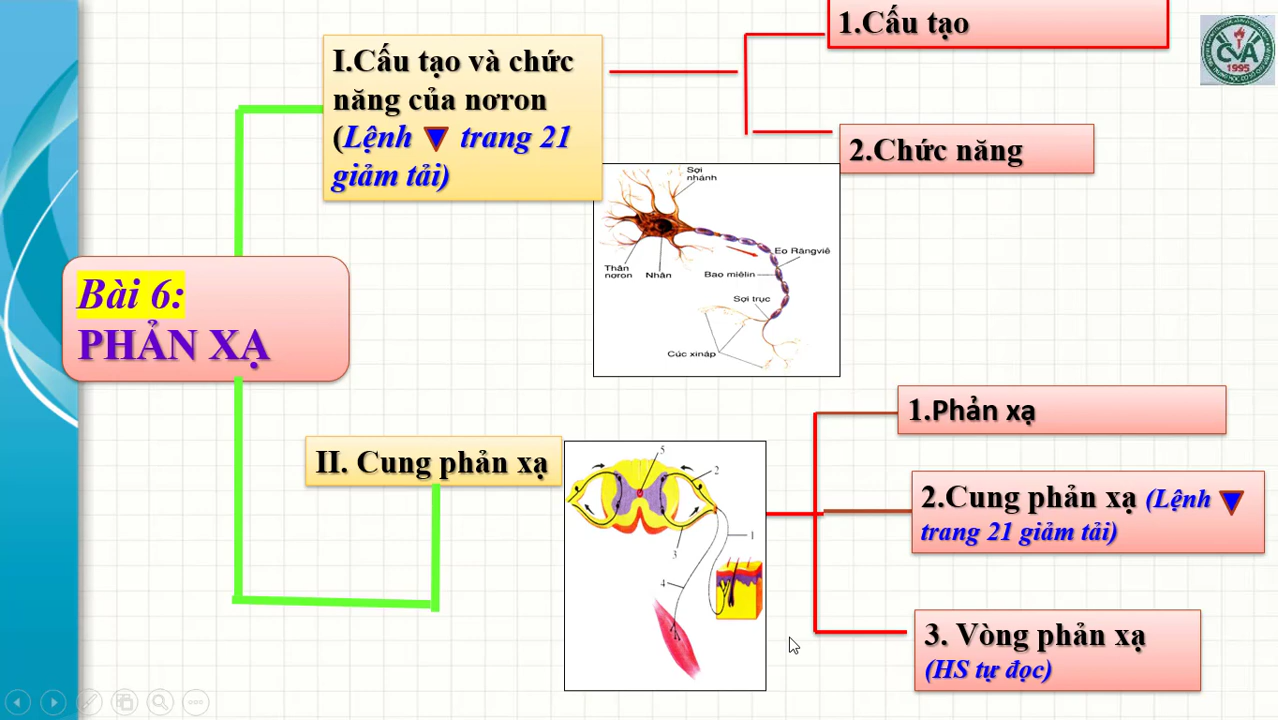 1.Cấu tạo
CVA
1995
I.Cấu tạo và chức
năng của nơron
(Lệnh trang 21
giảm tải)
2.Chức năng
Sợi
nhánh
Thân
nơron
Nhân
Eo Răngviê
Bao miêlin
Sợi trục
Cúc xináp
Bài 6:
PHẢN XẠ
1.Phản xạ
II. Cung phản xạ
5
2
3
1
4
2.Cung phản xạ (Lệnh
trang 21 giảm tải)
3. Vòng phản xạ
(HS tự đọc)